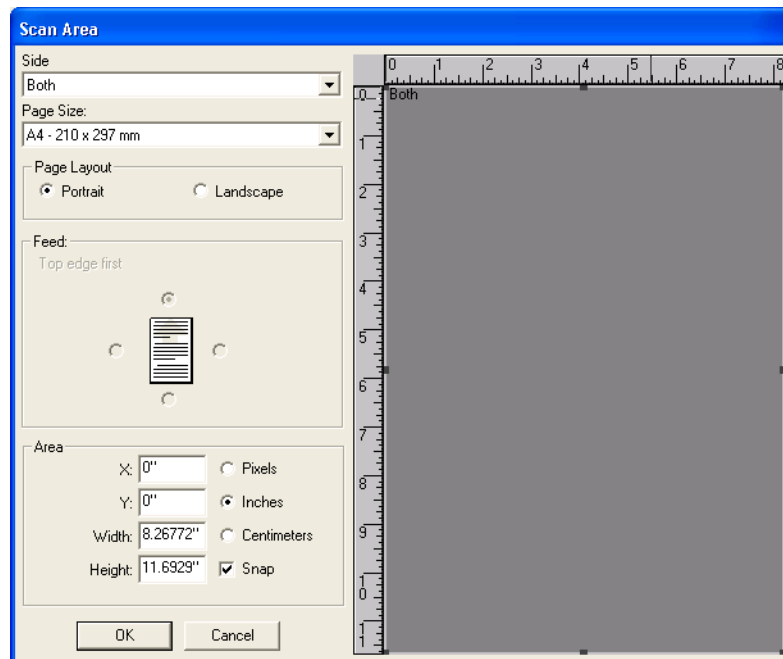 Scan Area
Side
Both
Page Size:
A4 - 210 x 297 mm
Page Layout
Portrait Landscape
Feed:
Top edge first
Area
X: 0" Pixels
Y: 0" Inches
Width: 8.26772" Centimeters
Height: 11.6929" Snap
OK Cancel
0 1 2 3 4 5 6 7 8
0 Both
1
2
3
4
5
6
7
8
9
10
11